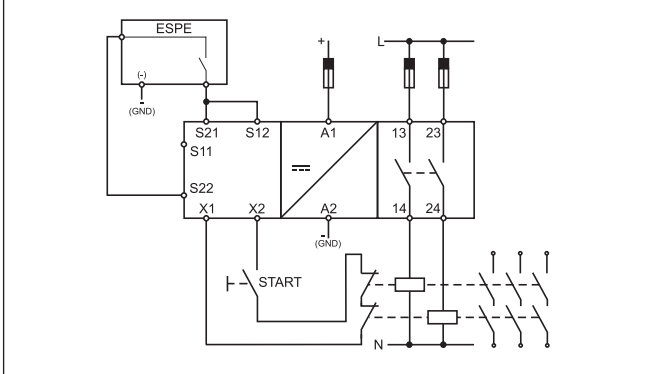 ESPE
+
L
(-)
-
(GND)
S21 S12 A1 13 23
S11
S22
X1 X2 A2 14 24
-
(GND)
START
N